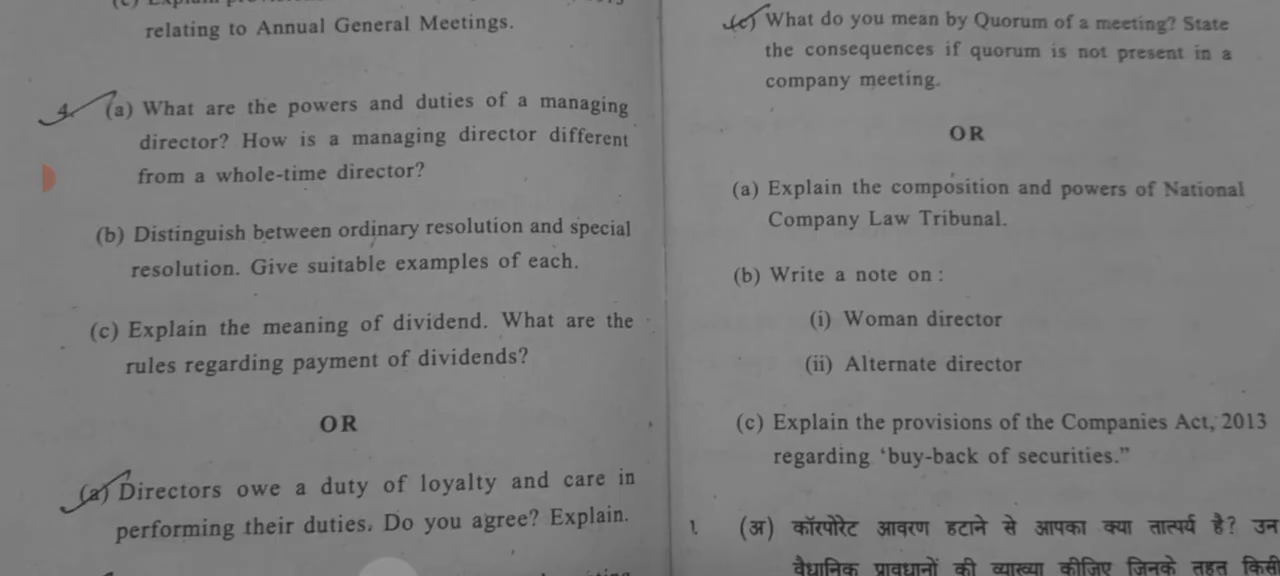 relating to Annual General Meetings.
4. (a) What are the powers and duties of a managing
director? How is a managing director different
from a whole-time director?
(b) Distinguish between ordinary resolution and special
resolution. Give suitable examples of each.
(c) Explain the meaning of dividend. What are the
rules regarding payment of dividends?
OR
(a) Directors owe a duty of loyalty and care in
performing their duties. Do you agree? Explain.
(c) What do you mean by Quorum of a meeting? State
the consequences if quorum is not present in a
company meeting.
OR
(a) Explain the composition and powers of National
Company Law Tribunal.
(b) Write a note on :
(i) Woman director
(ii) Alternate director
(c) Explain the provisions of the Companies Act, 2013
regarding ‘buy-back of securities.”
1. (अ) कॉरपोरेट आवरण हटाने से आपका क्या तात्पर्य है? उन
वैधानिक प्रावधानों की व्याख्या कीजिए जिनके तहत किसी